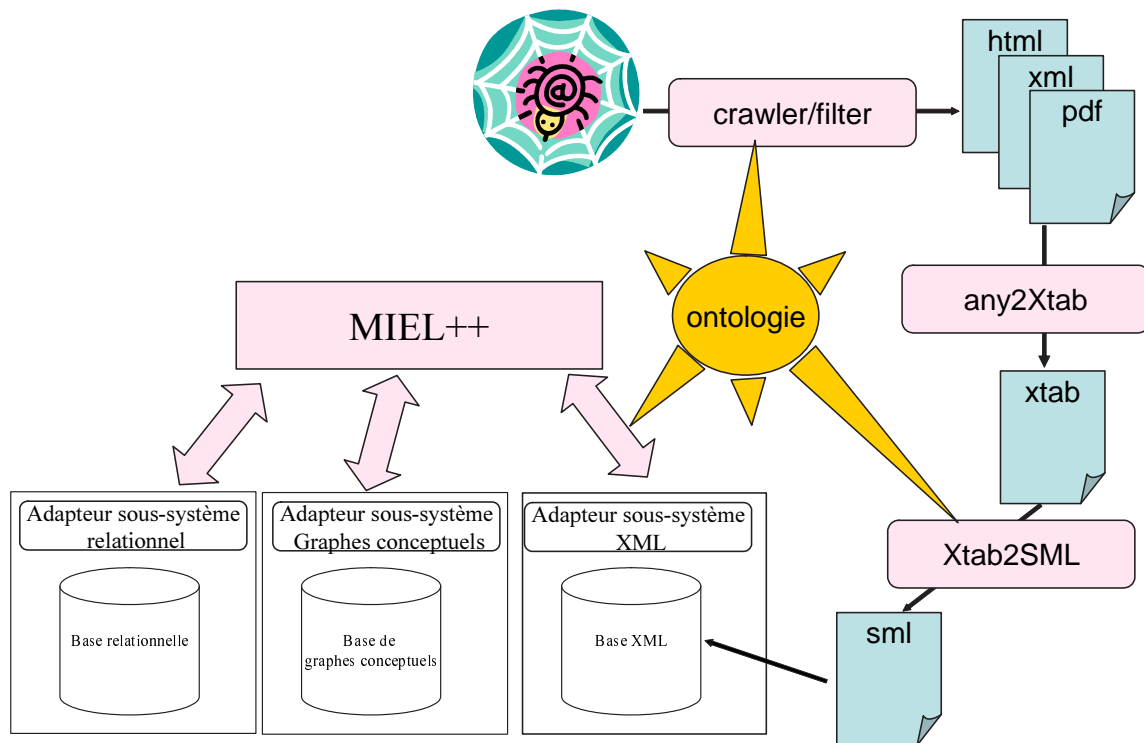 html
xml
pdf
@
crawler/filter
any2Xtab
ontologie
MIEL++
xtab
Adapteur sous-système
relationnel
Adapteur sous-système
Graphes conceptuels
Adapteur sous-système
XML
Xtab2SML
Base relationnelle
Base de
graphes conceptuels
Base XML
sml